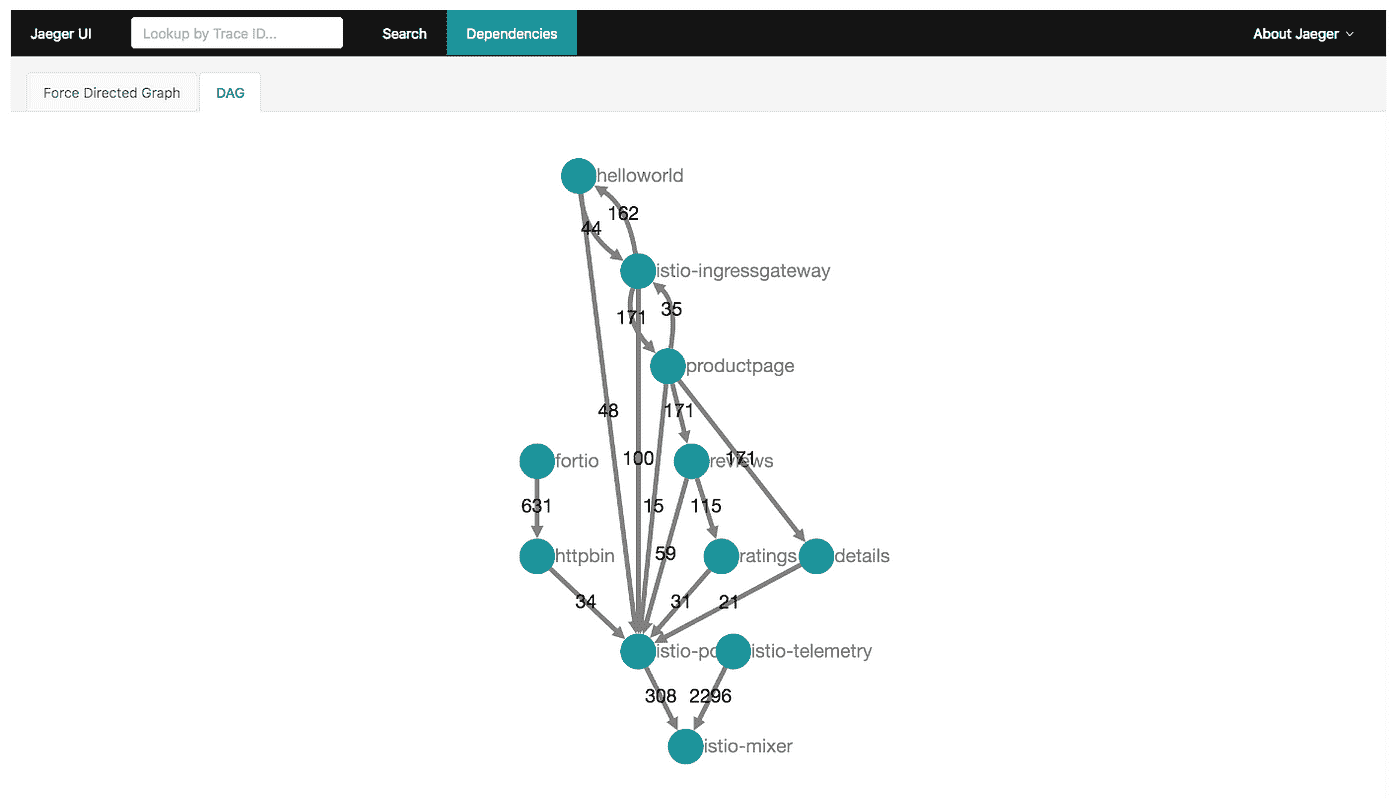 Jaeger UI
Lookup by Trace ID...
Search
Dependencies
About Jaeger
Force Directed Graph
DAG
helloworld
162
44
istio-ingressgateway
35
171
productpage
48
171
100
fortio
reviews
171
631
15
115
59
httpbin
ratings
details
34
31
21
istio-po
istio-telemetry
308
2296
istio-mixer